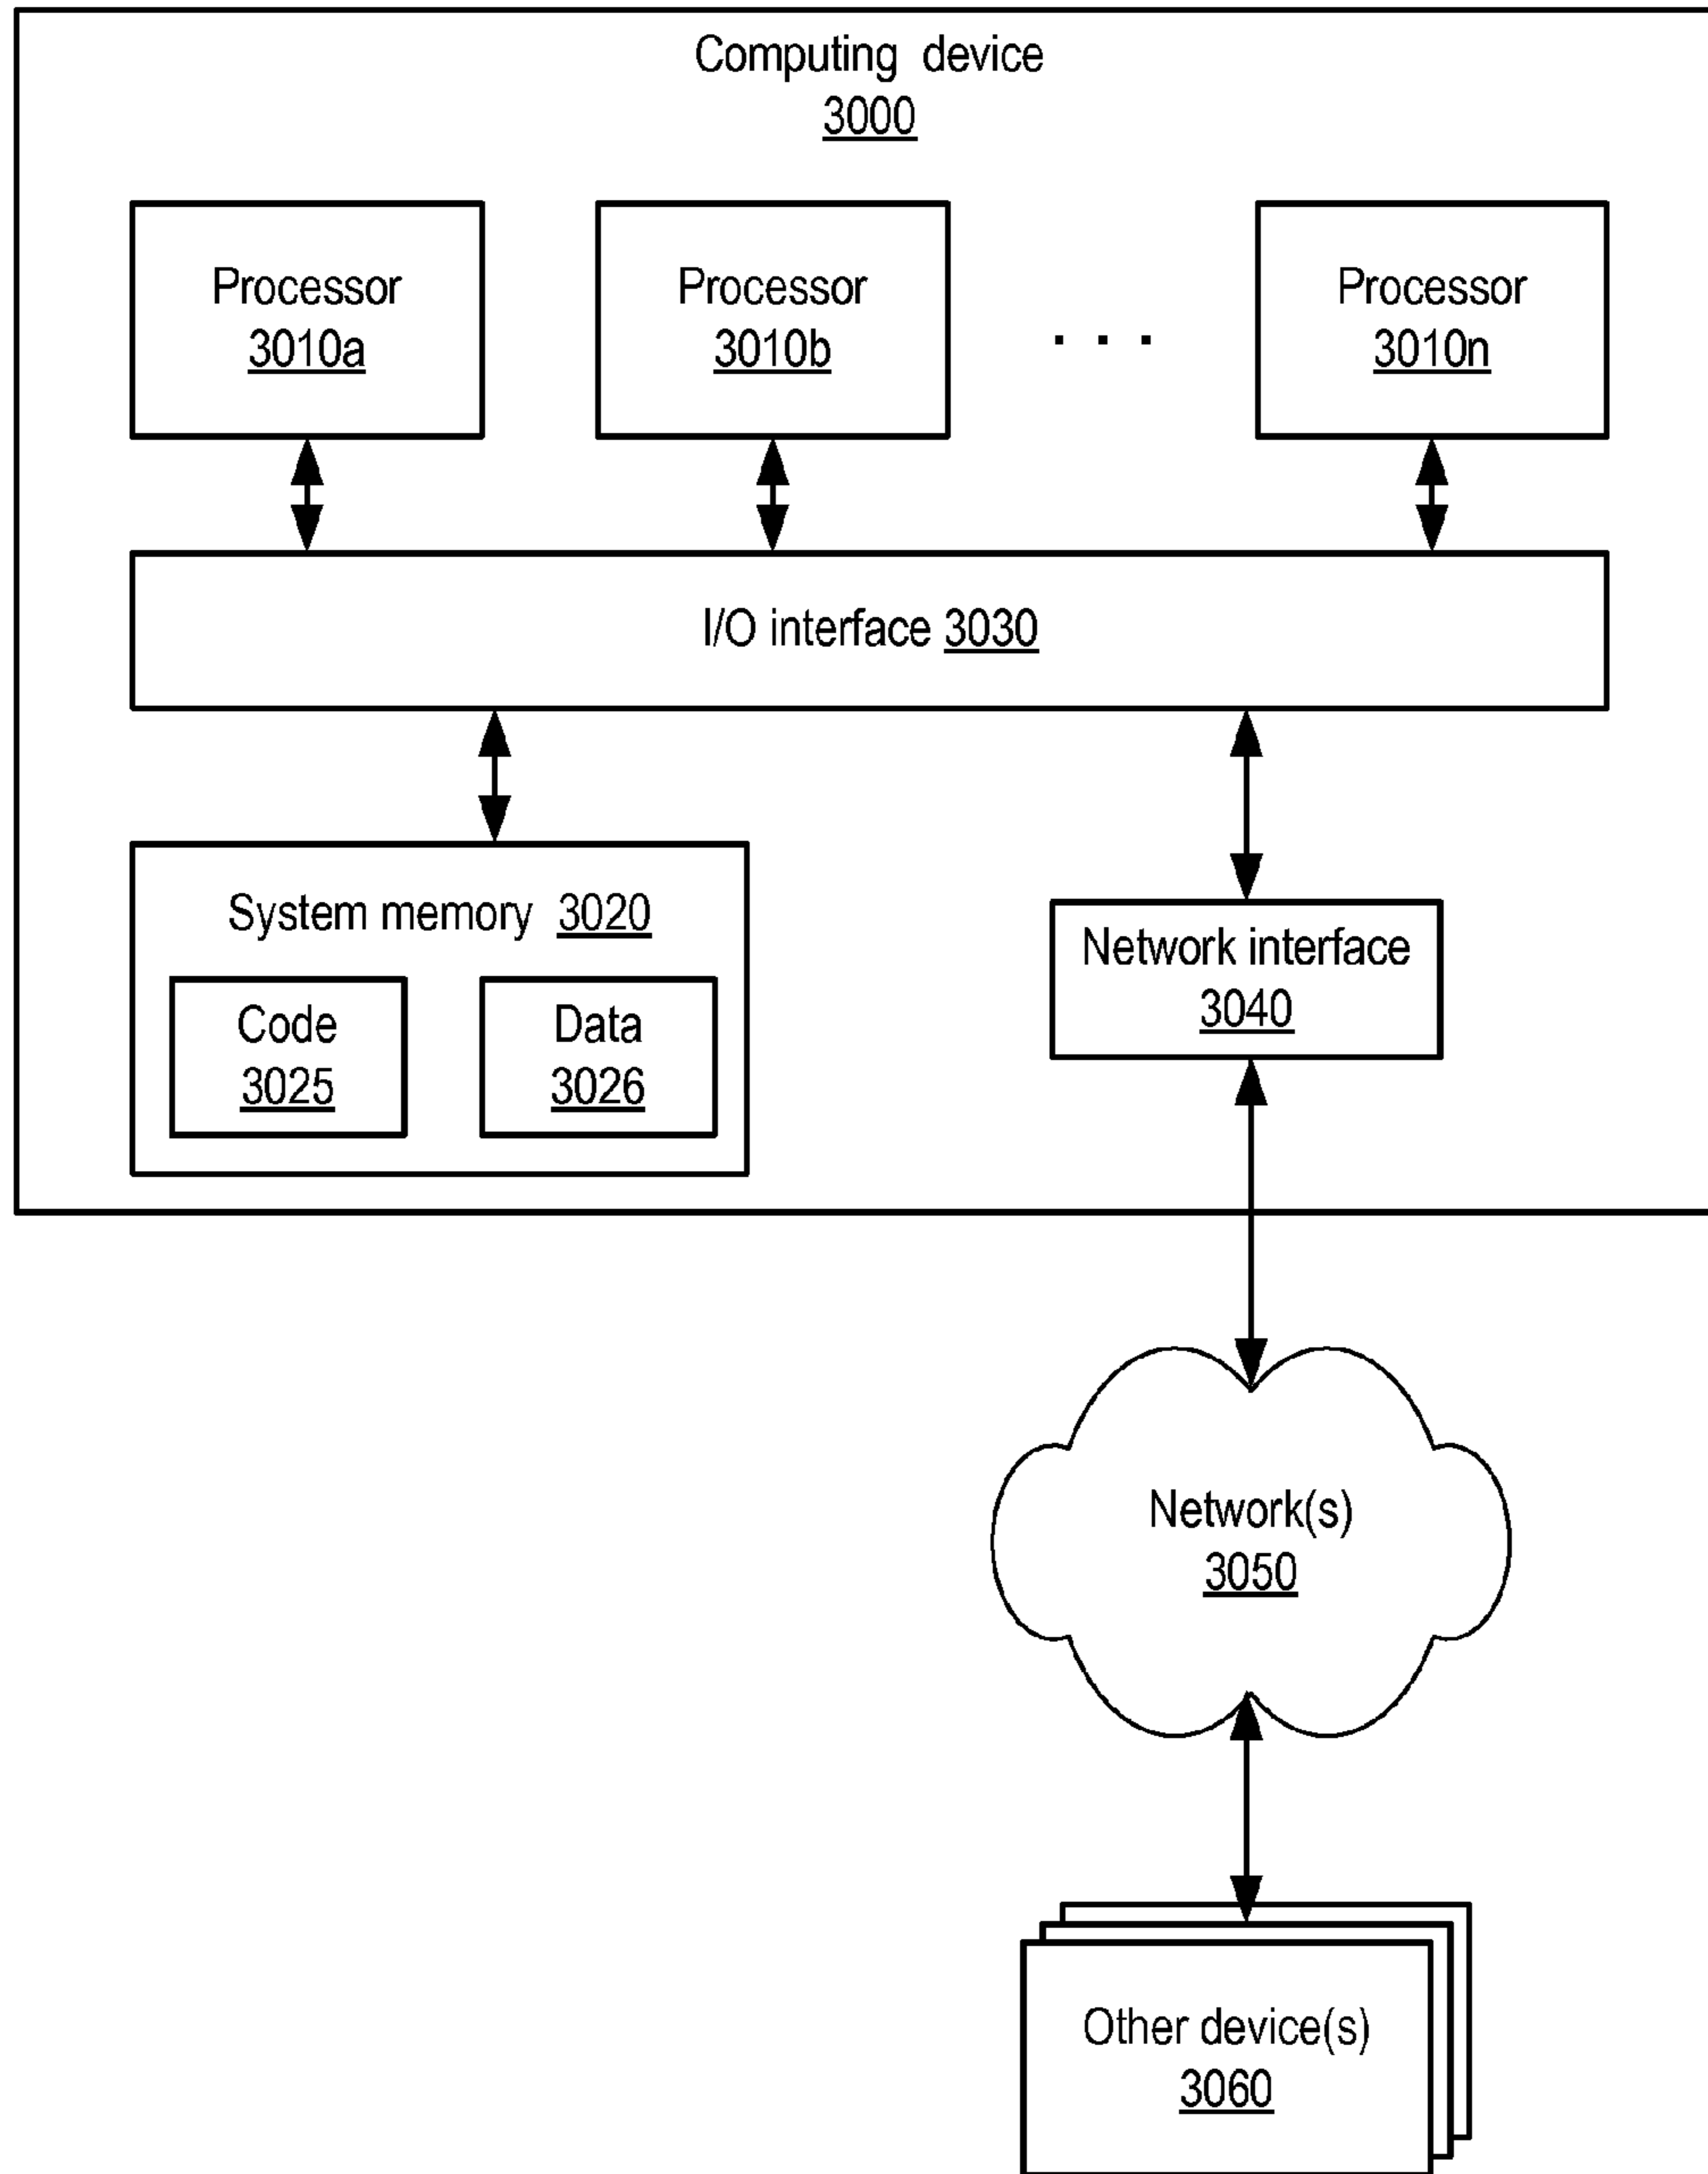 Computing device
3000
Processor
3010a
Processor
3010b
. . .
Processor
3010n
I/O interface 3030
System memory 3020
Code
3025
Data
3026
Network interface
3040
Network(s)
3050
Other device(s)
3060